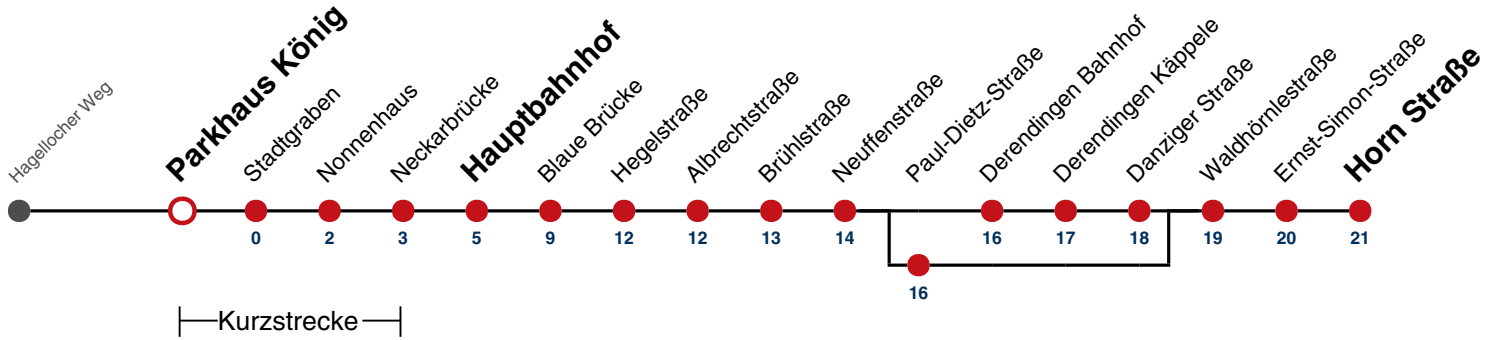 Hagellocher Weg
Parkhaus König
Stadtgraben
Nonnenhaus
Neckarbrücke
Hauptbahnhof
Blaue Brücke
Hegelstraße
Albrechtstraße
Brühlstraße
Neuffenstraße
Paul-Dietz-Straße
Derendingen Bahnhof
Derendingen Käppele
Danziger Straße
Waldhörnlestraße
Ernst-Simon-Straße
Horn Straße
0 2 3 5 9 12 12 13 14 16 17 18 19 20 21
16
Kurzstrecke